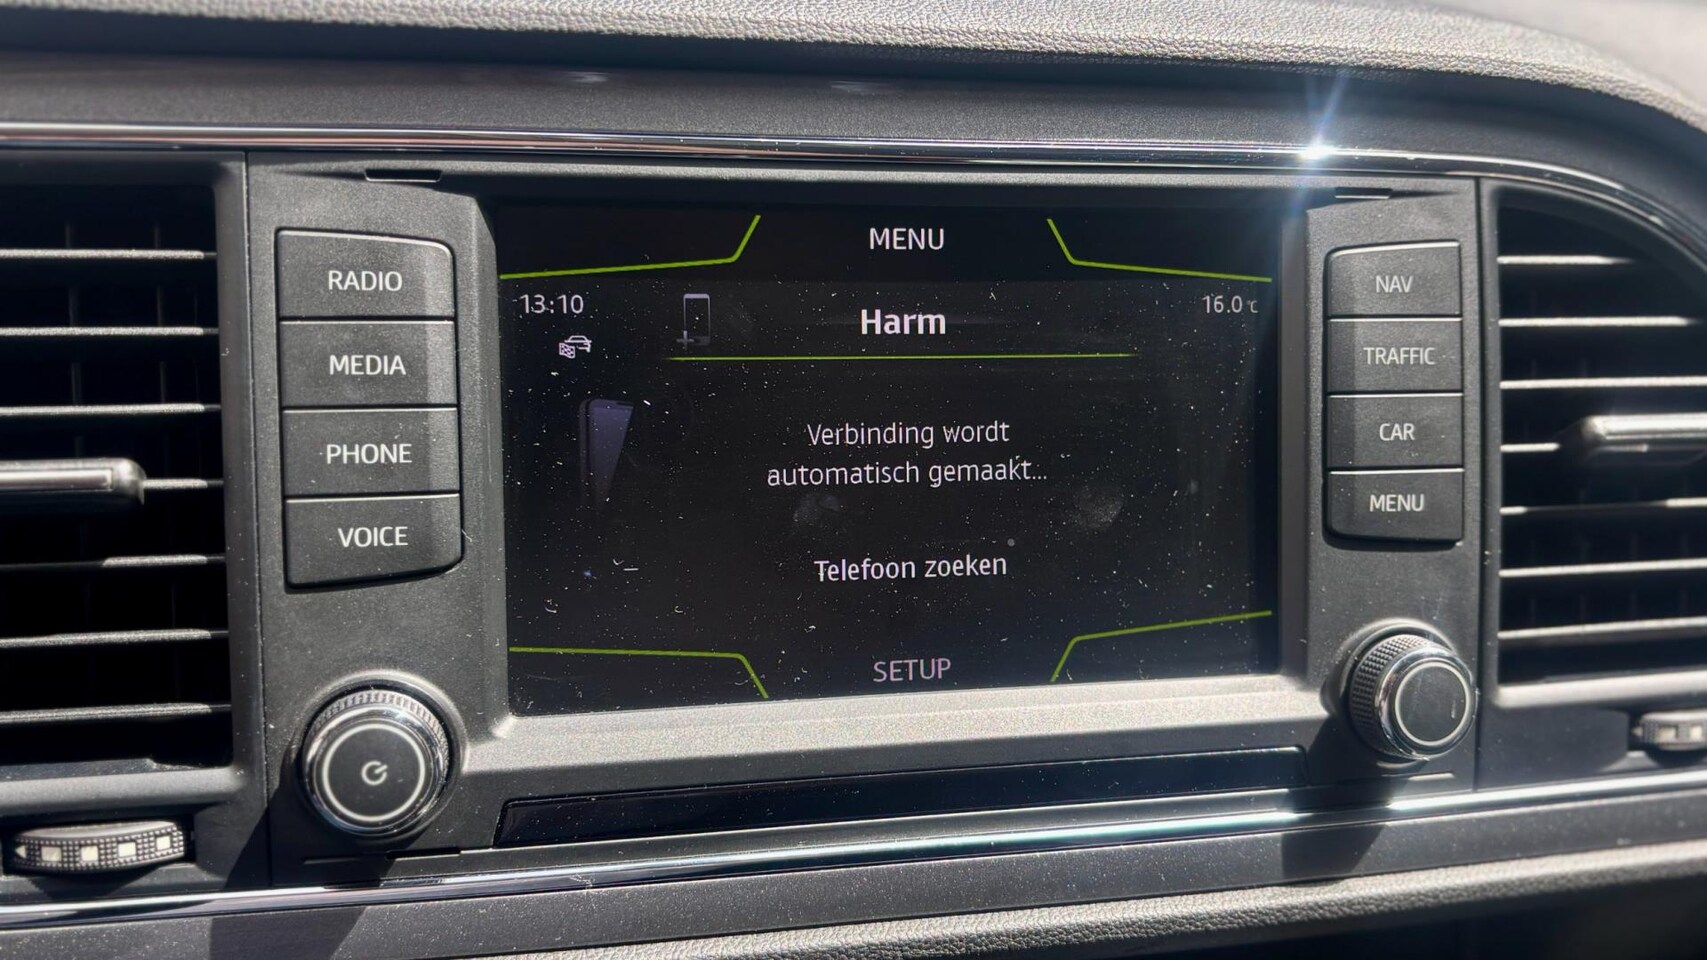 MENU
RADIO
MEDIA
PHONE
VOICE
13:10
Harm
16.0 °C
Verbinding wordt
automatisch gemaakt...
Telefoon zoeken
SETUP
NAV
TRAFFIC
CAR
MENU